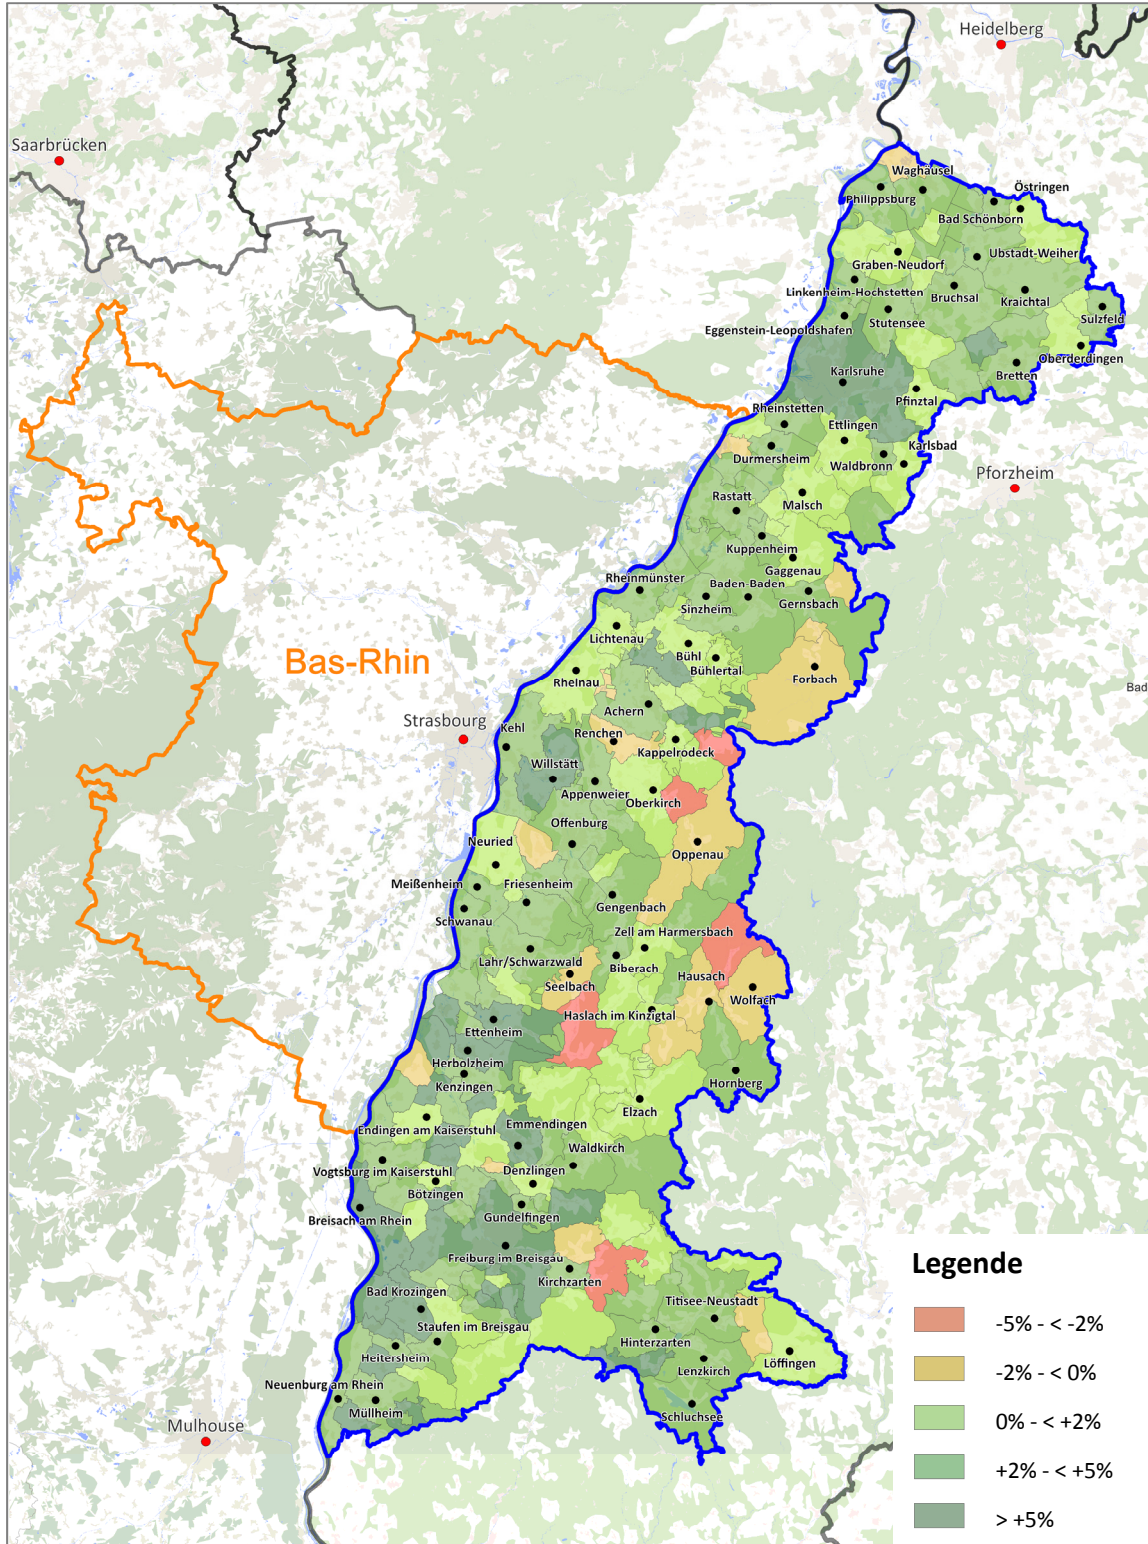 Heidelberg
Saarbrücken
Waghäusel
Östringen
Philippsburg
Bad Schönborn
Ubstadt-Weiher
Graben-Neudorf
Linkenheim-Hochstetten
Bruchsal
Kraichtal
Sulzfeld
Stutensee
Eggenstein-Leopoldshafen
Oberderdingen
Karlsruhe
Bretten
Pfinztal
Rheinstetten
Ettlingen
Karlsbad
Durmersheim
Waldbronn
Pforzheim
Rastatt
Malsch
Kuppenheim
Gaggenau
Rheinmünster
Baden-Baden
Sinzheim
Gernsbach
Lichtenau
Bas-Rhin
Bühl
Bühlertal
Rheinau
Forbach
Bad
Achern
Strasbourg
Kehl
Renchen
Kappelrodeck
Willstätt
Appenweier
Oberkirch
Offenburg
Neuried
Oppenau
Meißenheim
Friesenheim
Gengenbach
Schwanau
Zell am Harmersbach
Lahr/Schwarzwald
Biberach
Hausach
Seelbach
Wolfach
Haslach im Kinzigtal
Ettenheim
Herbolzheim
Kenzingen
Hornberg
Elzach
Endingen am Kaiserstuhl
Emmendingen
Waldkirch
Vogtsburg im Kaiserstuhl
Denzlingen
Bötzingen
Breisach am Rhein
Gundelfingen
Freiburg im Breisgau
Kirchzarten
Bad Krozingen
Titisee-Neustadt
Staufen im Breisgau
Hinterzarten
Heitersheim
Lenzkirch
Löffingen
Neuenburg am Rhein
Müllheim
Schluchsee
Mulhouse
Legende
-5% - < -2%
-2% - < 0%
0% - < +2%
+2% - < +5%
> +5%